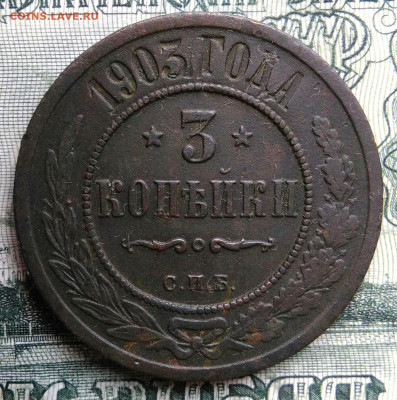 COINS.LAVE.RU
1903 ГОДА
3
КОПѢЙКИ
С.П.Б.